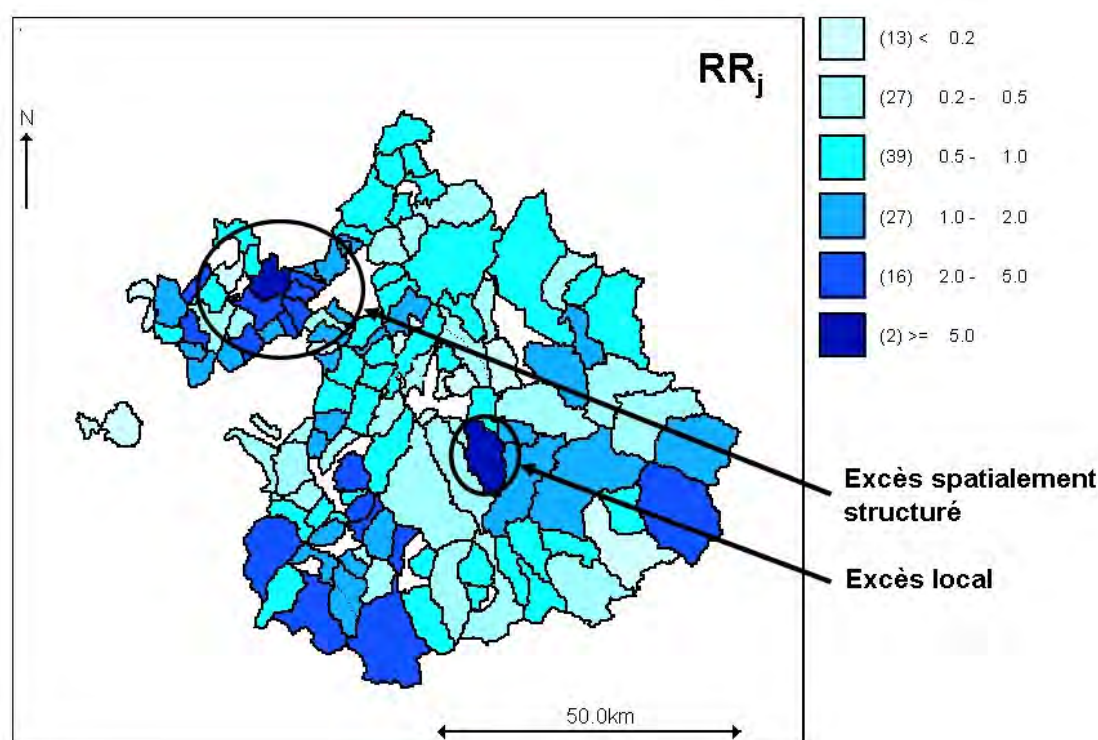 RRj
N
(13) < 0.2
(27) 0.2 - 0.5
(39) 0.5 - 1.0
(27) 1.0 - 2.0
(16) 2.0 - 5.0
(2) >= 5.0
Excès spatialement
structuré
Excès local
50.0km